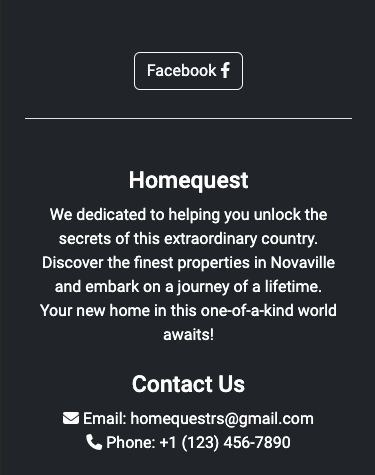 Facebook
Homequest
We dedicated to helping you unlock the
secrets of this extraordinary country.
Discover the finest properties in Novaville
and embark on a journey of a lifetime.
Your new home in this one-of-a-kind world
awaits!
Contact Us
Email: homequestrs@gmail.com
Phone: +1 (123) 456-7890